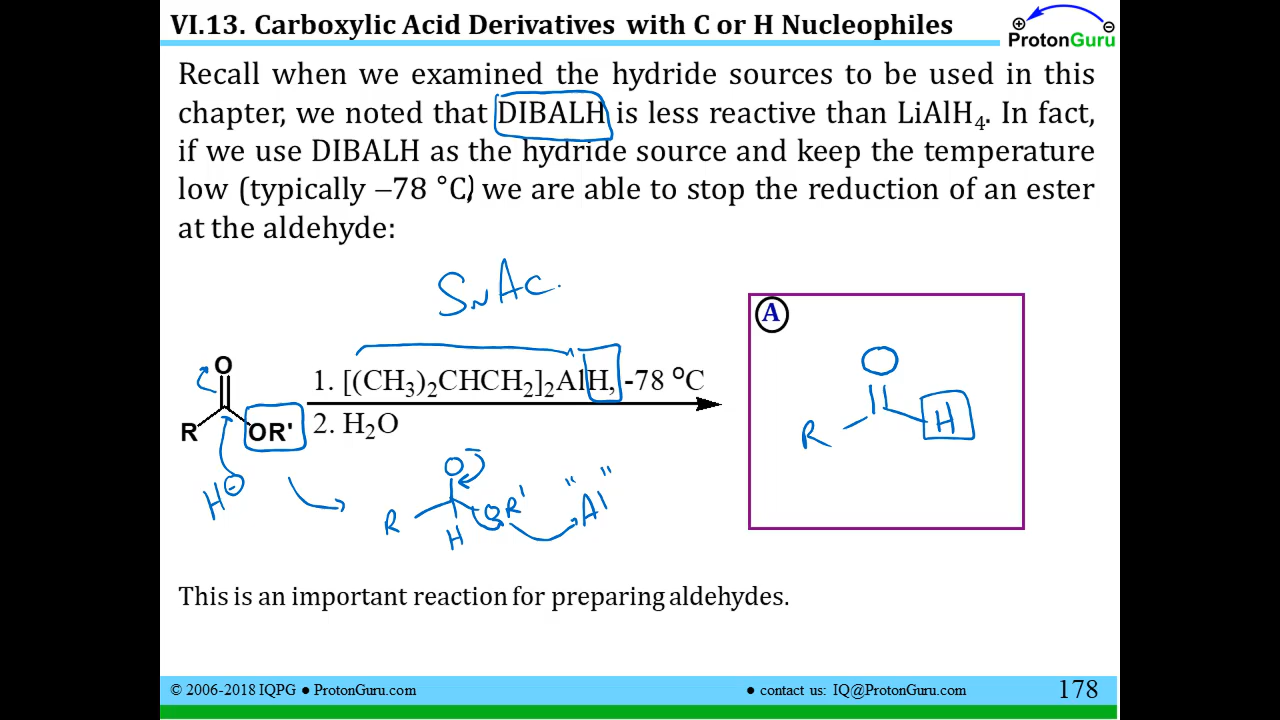 VI.13. Carboxylic Acid Derivatives with C or H Nucleophiles
ProtonGuru
Recall when we examined the hydride sources to be used in this
chapter, we noted that DIBALH is less reactive than LiAlH₄. In fact,
if we use DIBALH as the hydride source and keep the temperature
low (typically –78 °C) we are able to stop the reduction of an ester
at the aldehyde:
SNAc.
A
O
R OR'
1. [(CH₃)₂CHCH₂]₂AlH, -78 °C
2. H₂O
O
R H
H⊖
O
R H OR' "Al"
This is an important reaction for preparing aldehydes.
© 2006-2018 IQPG ● ProtonGuru.com
● contact us: IQ@ProtonGuru.com
178